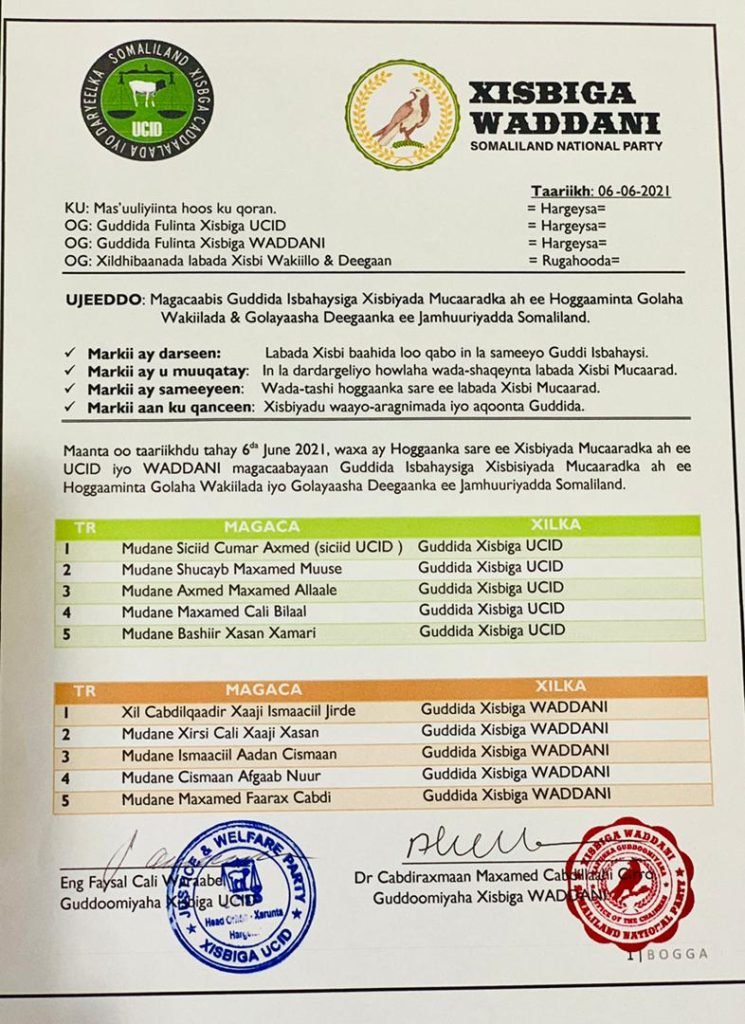 SOMALILAND XISBGA CADDALADA IYO DARYEELKA
UCID
XISBIGA
WADDANI
SOMALILAND NATIONAL PARTY
Taariikh: 06 -06-2021
KU: Mas'uuliyiinta hoos ku qoran. = Hargeysa=
OG: Guddida Fulinta Xisbiga UCID = Hargeysa=
OG: Guddida Fulinta Xisbiga WADDANI = Hargeysa=
OG: Xildhibaanada labada Xisbi Wakiillo & Deegaan = Rugahooda=
UJEEDDO: Magacaabis Guddida Isbahaysiga Xisbiyada Mucaaradka ah ee Hoggaaminta Golaha
Wakiilada & Golayaasha Deegaanka ee Jamhuuriyadda Somaliland.
✓ Markii ay darseen: Labada Xisbi baahida loo qabo in la sameeyo Guddi Isbahaysi.
✓ Markii ay u muuqatay: In la dardargeliyo howlaha wada-shaqeynta labada Xisbi Mucaarad.
✓ Markii ay sameeyeen: Wada-tashi hoggaanka sare ee labada Xisbi Mucaarad.
✓ Markii aan ku qanceen: Xisbiyadu waayo-aragnimada iyo aqoonta Guddida.
Maanta oo taariikhdu tahay 6da June 2021, waxa ay Hoggaanka sare ee Xisbiyada Mucaaradka ah ee
UCID iyo WADDANI magacaabayaan Guddida Isbahaysiga Xisbisiyada Mucaaradka ah ee
Hoggaaminta Golaha Wakiilada iyo Golayaasha Deegaanka ee Jamhuuriyadda Somaliland.
TR MAGACA XILKA
1 Mudane Siciid Cumar Axmed (siciid UCID ) Guddida Xisbiga UCID
2 Mudane Shucayb Maxamed Muuse Guddida Xisbiga UCID
3 Mudane Axmed Maxamed Allaale Guddida Xisbiga UCID
4 Mudane Maxamed Cali Bilaal Guddida Xisbiga UCID
5 Mudane Bashiir Xasan Xamari Guddida Xisbiga UCID
TR MAGACA XILKA
1 Xil Cabdilqaadir Xaaji Ismaaciil Jirde Guddida Xisbiga WADDANI
2 Mudane Xirsi Cali Xaaji Xasan Guddida Xisbiga WADDANI
3 Mudane Ismaaciil Aadan Cismaan Guddida Xisbiga WADDANI
4 Mudane Cismaan Afgaab Nuur Guddida Xisbiga WADDANI
5 Mudane Maxamed Faarax Cabdi Guddida Xisbiga WADDANI
Eng Faysal Cali Waraabe
Guddoomiyaha Xisbiga UCID
JUSTICE & WELFARE PARTY
Xarunta
XISBIGA UCID
Dr Cabdiraxmaan Maxamed Cabdillaahi Cirro
Guddoomiyaha Xisbiga WADDANI
XISBIGA WADDANI
OFFICE OF THE CHAIRMAN
SOMALILAND NATIONAL PARTY
1 | BOGGA